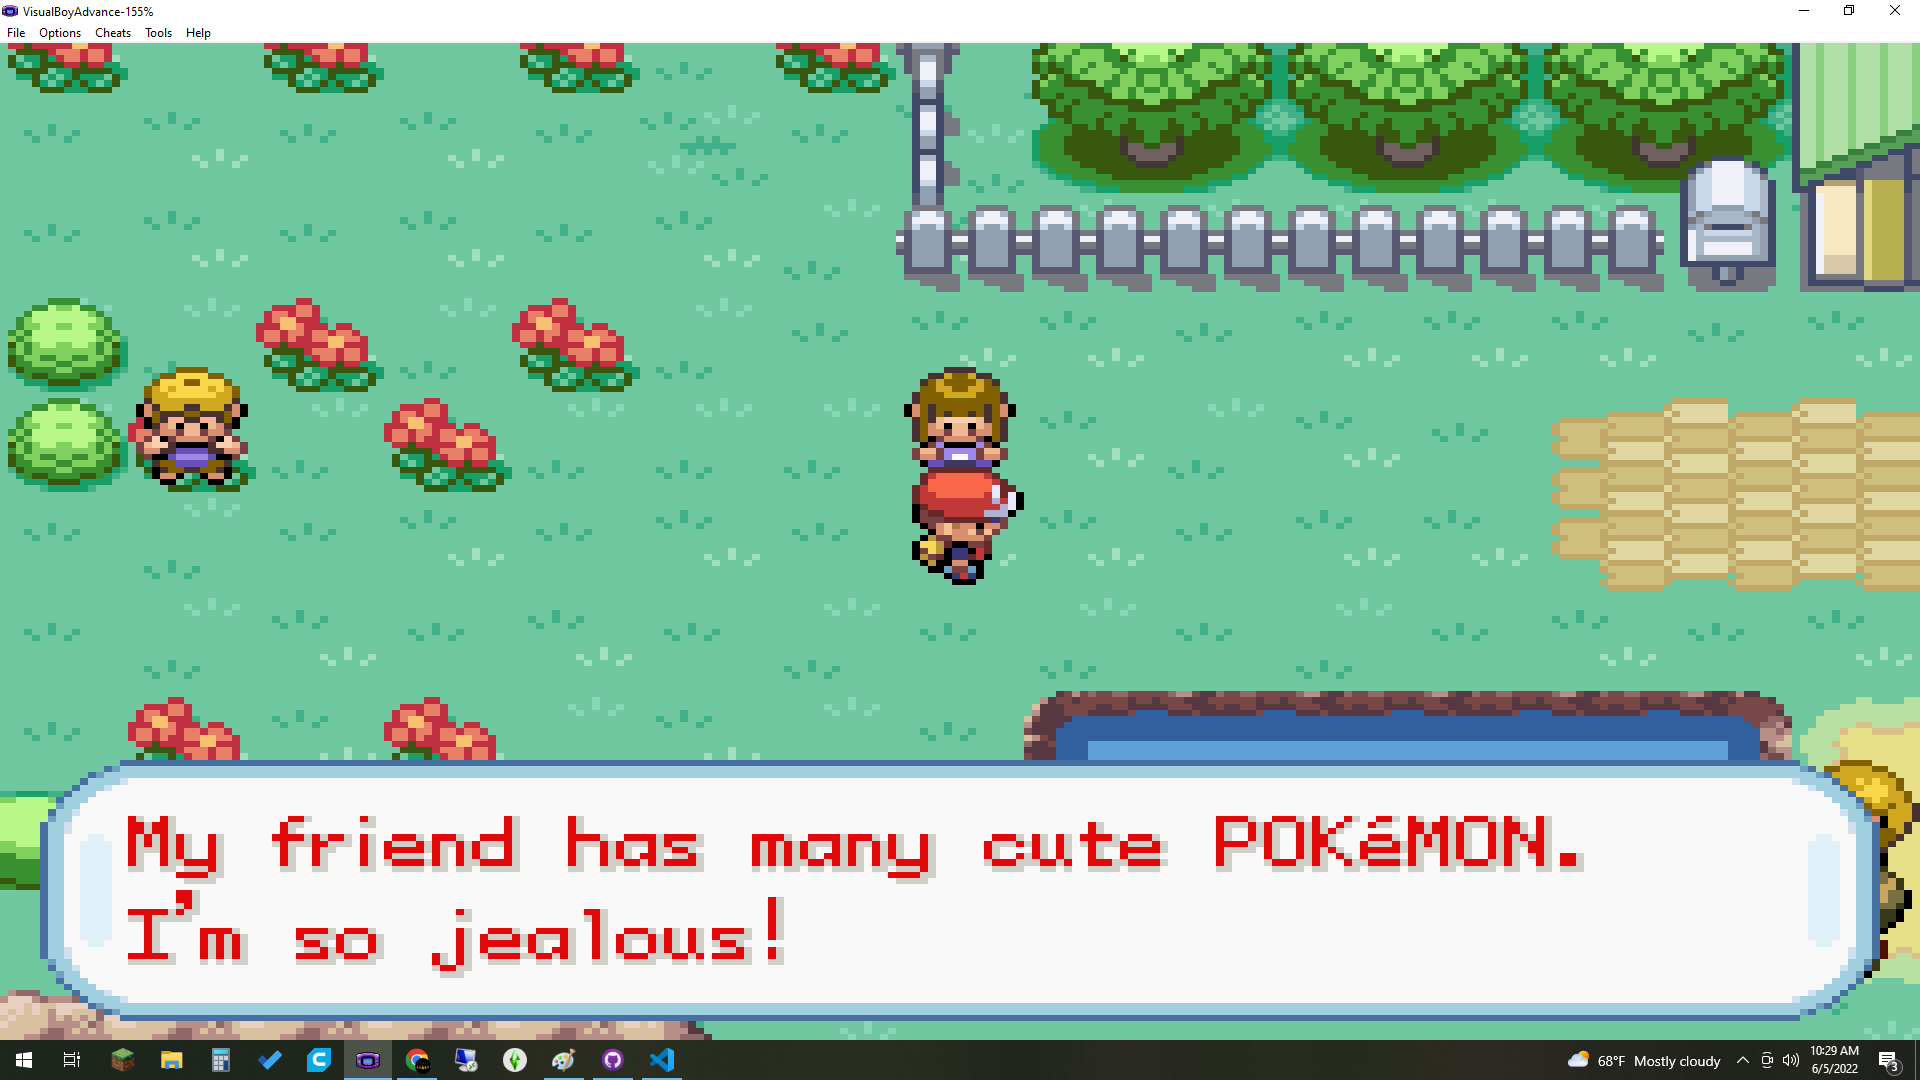 VisualBoyAdvance-155%
File Options Cheats Tools Help
My friend has many cute POKéMON.
I'm so jealous!
68°F Mostly cloudy
10:29 AM
6/5/2022
3